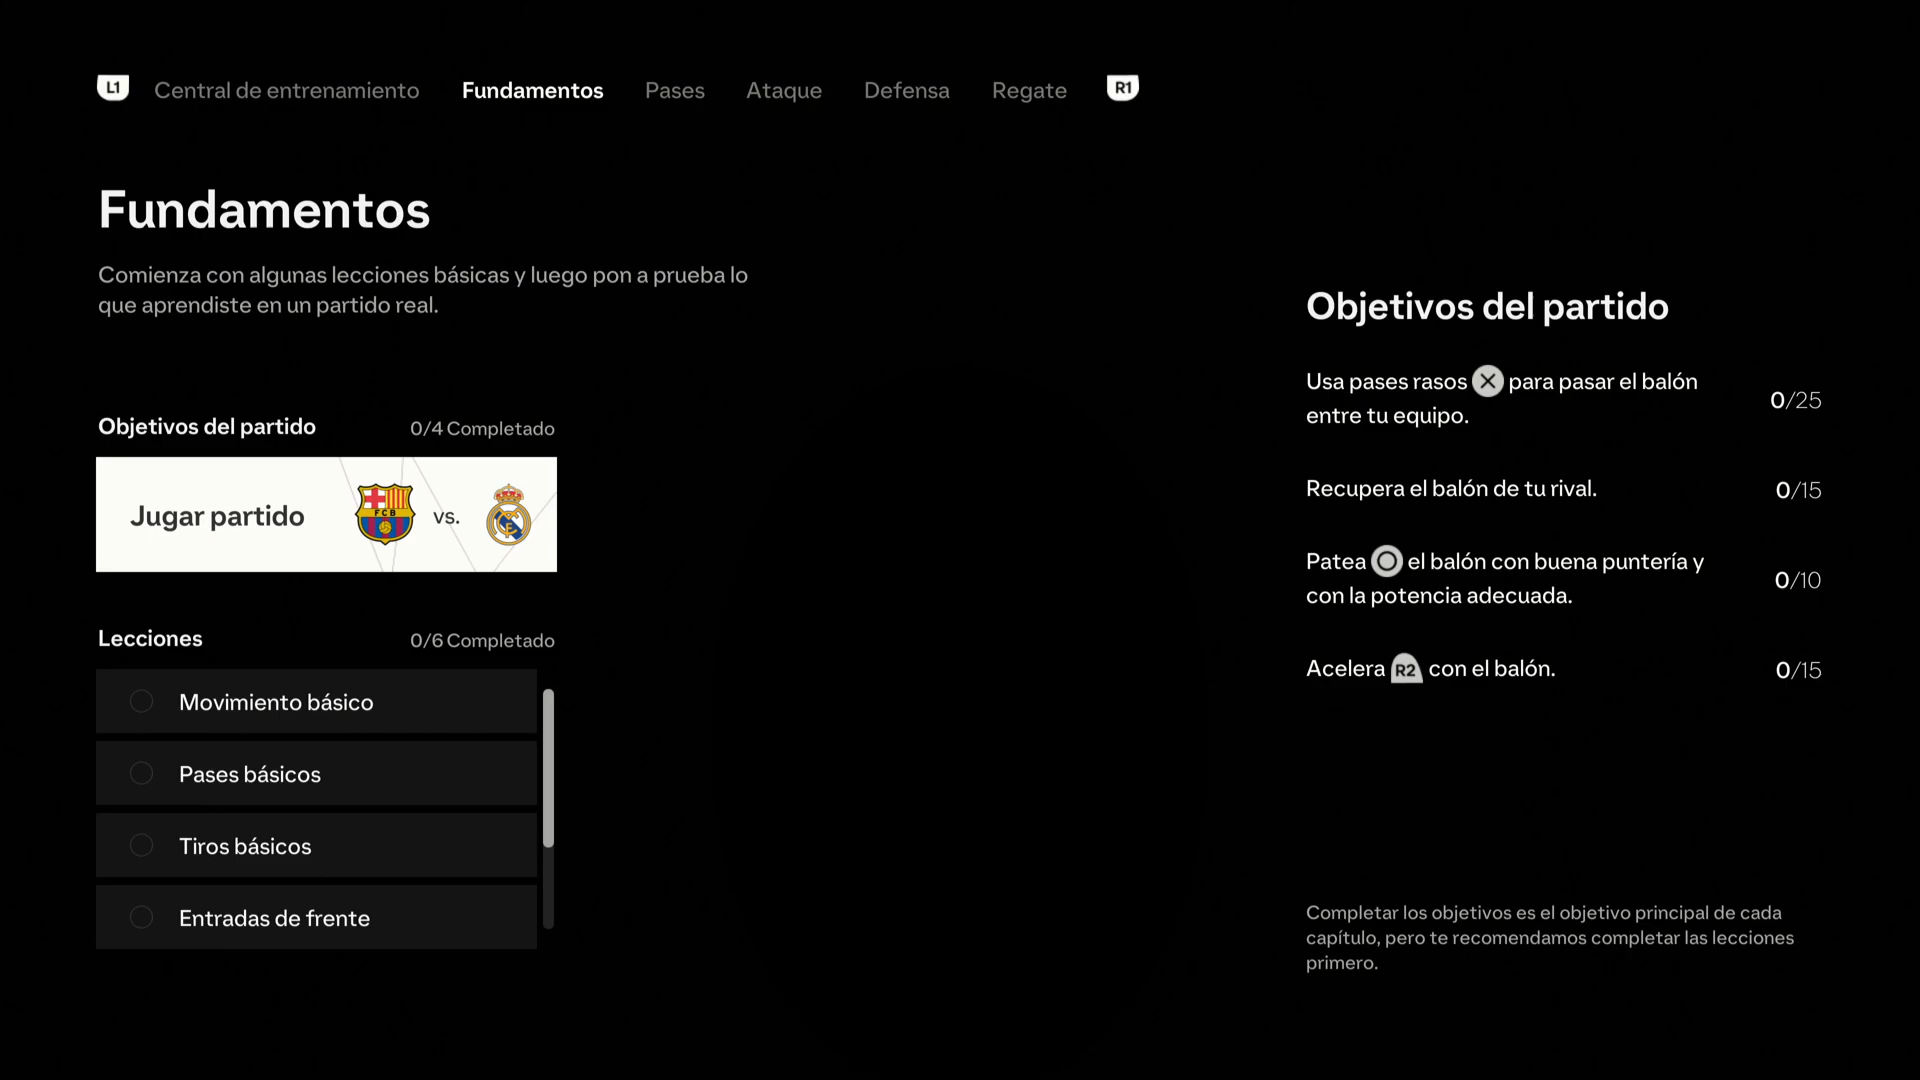 L1 Central de entrenamiento Fundamentos Pases Ataque Defensa Regate R1
Fundamentos
Comienza con algunas lecciones básicas y luego pon a prueba lo
que aprendiste en un partido real.
Objetivos del partido 0/4 Completado
Jugar partido FCB vs.
Lecciones 0/6 Completado
Movimiento básico
Pases básicos
Tiros básicos
Entradas de frente
Objetivos del partido
Usa pases rasos para pasar el balón
entre tu equipo.
0/25
Recupera el balón de tu rival. 0/15
Patea el balón con buena puntería y
con la potencia adecuada.
0/10
Acelera R2 con el balón. 0/15
Completar los objetivos es el objetivo principal de cada
capítulo, pero te recomendamos completar las lecciones
primero.